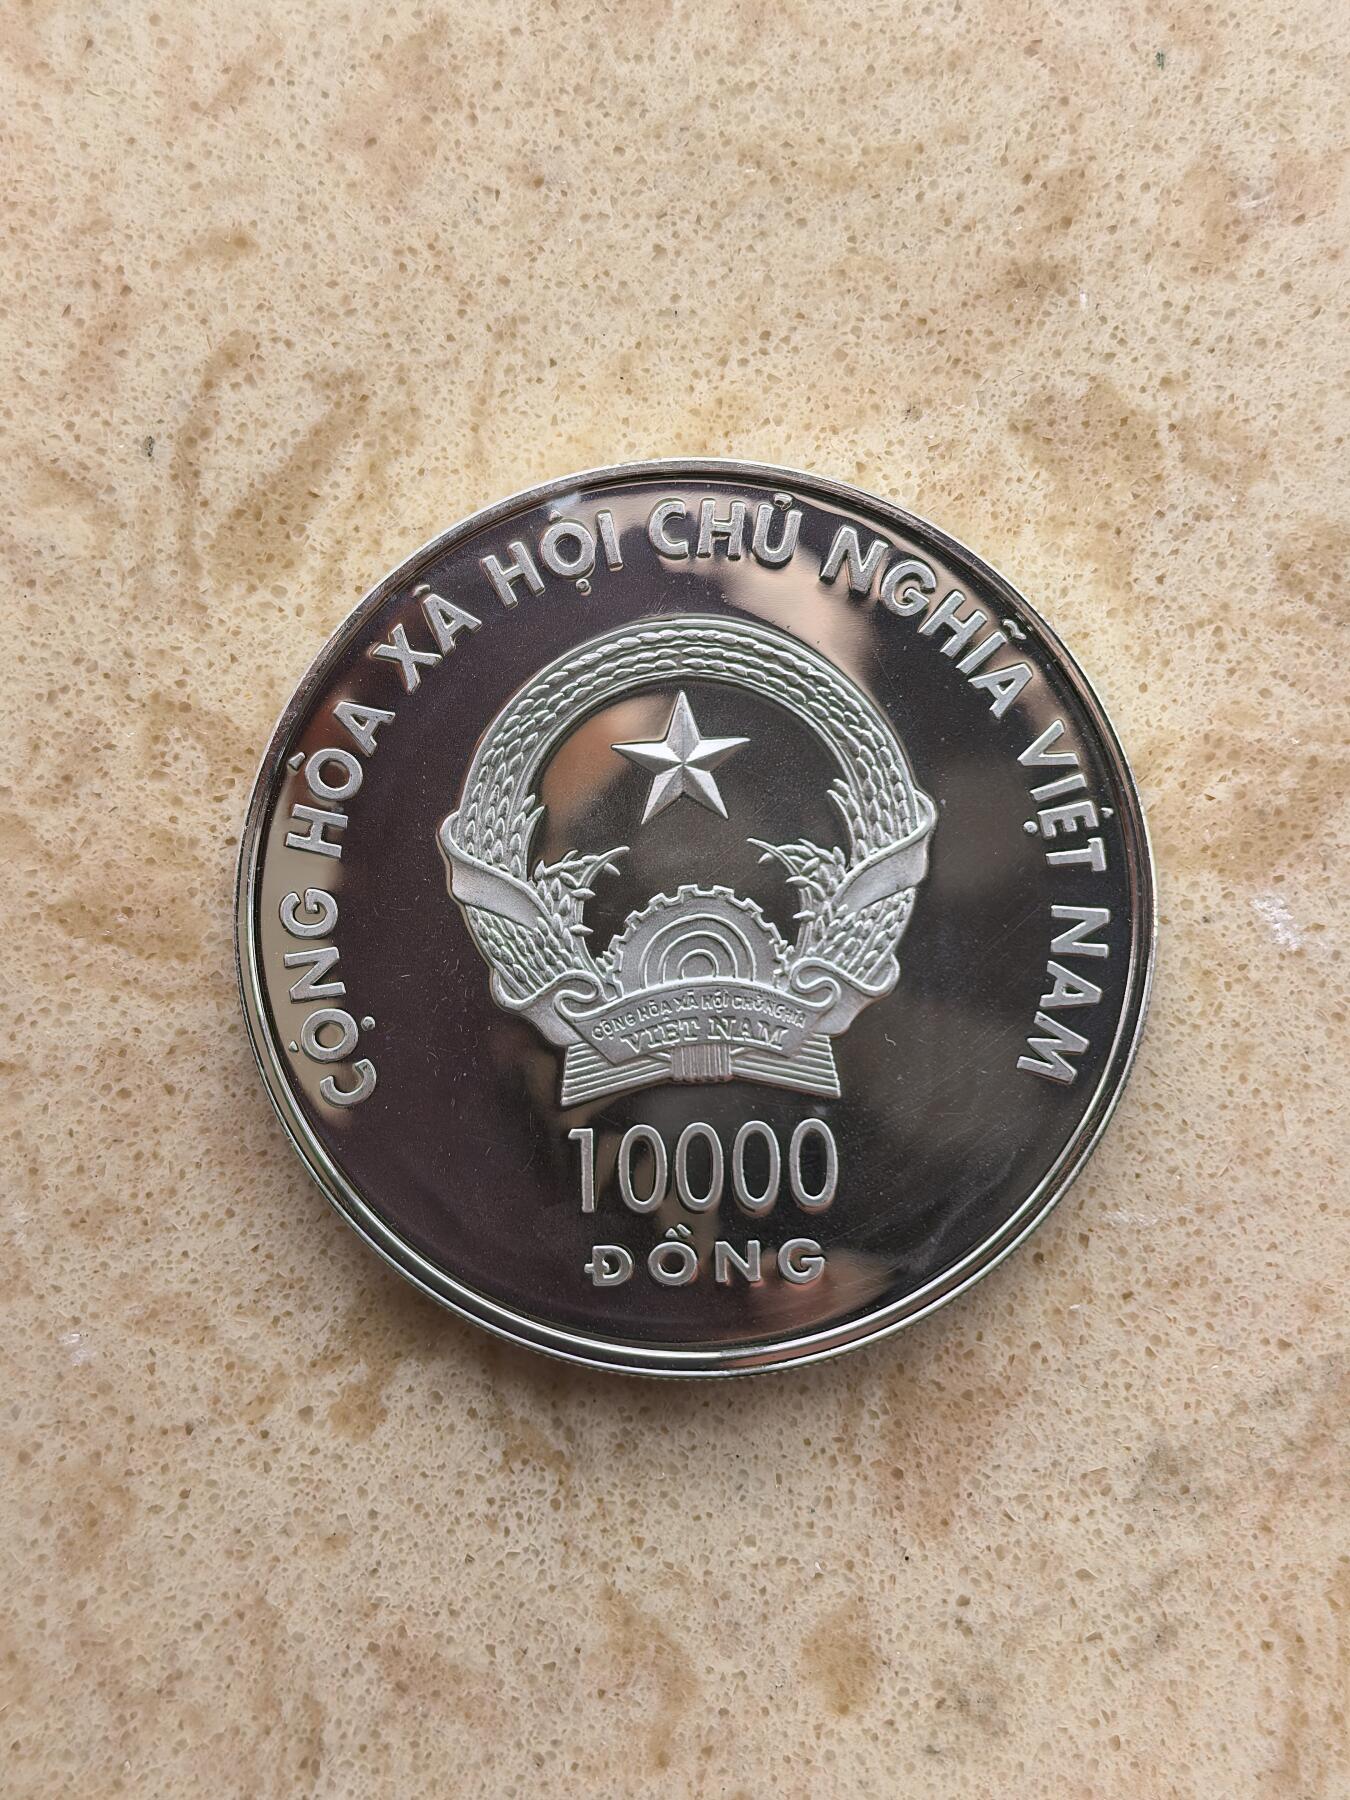 CỘNG HÒA XÃ HỘI CHỦ NGHĨA VIỆT NAM
CỘNG HÒA XÃ HỘI CHỦ NGHĨA
VIỆT NAM
10000
ĐỒNG